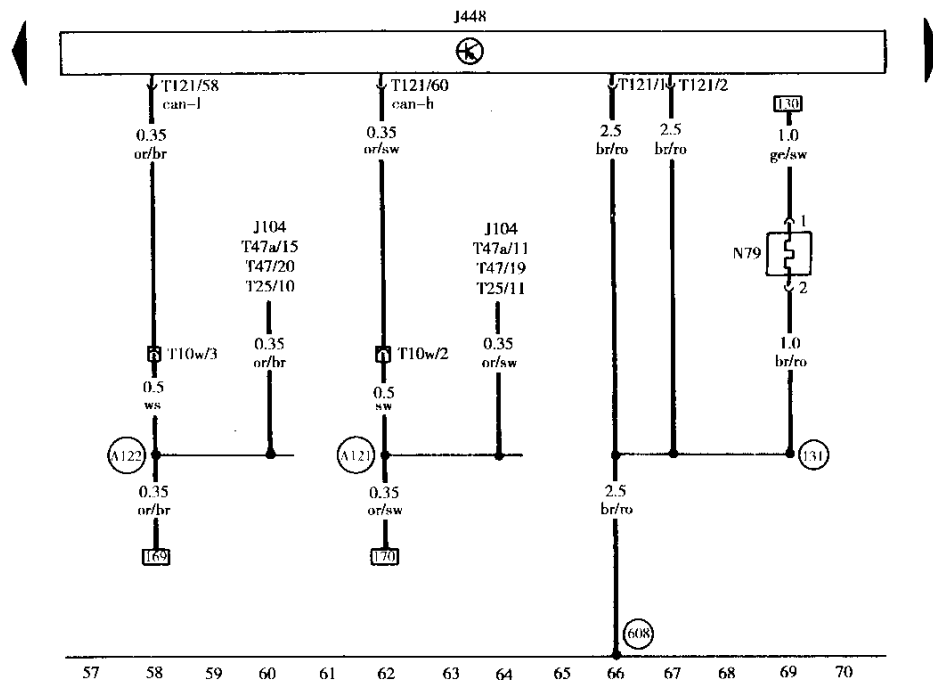 J448
T121/58
can-l
T121/60
can-h
T121/1
T121/2
130
0.35
or/br
0.35
or/sw
2.5
br/ro
2.5
br/ro
1.0
ge/sw
1
N79
2
J104
T47a/15
T47/20
T25/10
J104
T47a/11
T47/19
T25/11
T10w/3
0.35
or/br
T10w/2
0.35
or/sw
1.0
br/ro
0.5
ws
0.5
sw
A122
A121
131
0.35
or/br
0.35
or/sw
2.5
br/ro
169
170
608
57 58 59 60 61 62 63 64 65 66 67 68 69 70